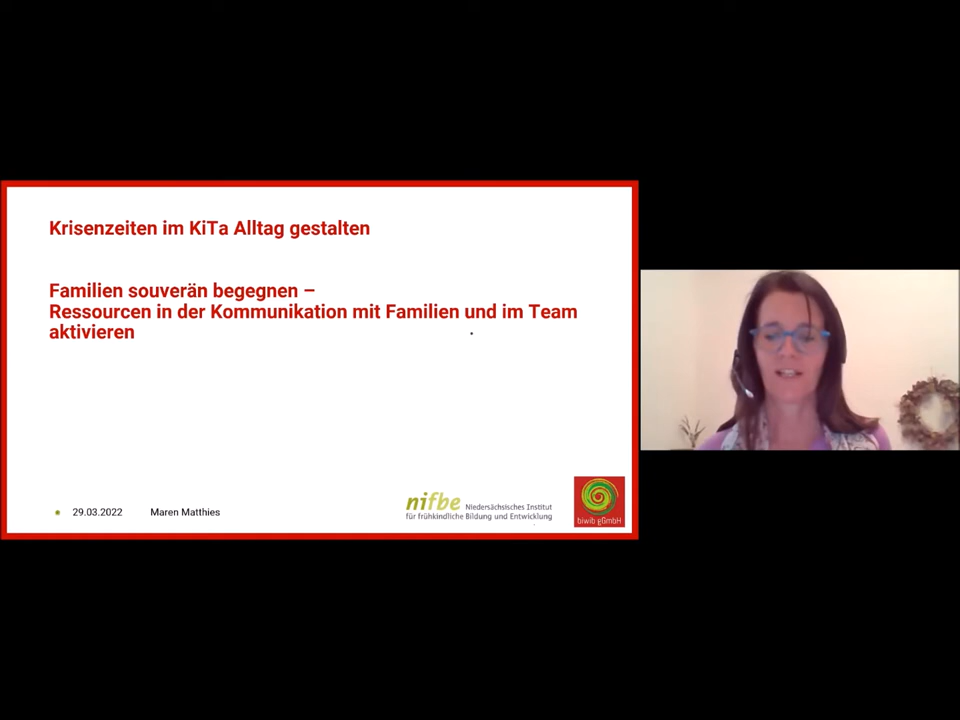 Krisenzeiten im KiTa Alltag gestalten
Familien souverän begegnen –
Ressourcen in der Kommunikation mit Familien und im Team
aktivieren
29.03.2022 Maren Matthies
nifbe Niedersächsisches Institut
für frühkindliche Bildung und Entwicklung
biwib gGmbH